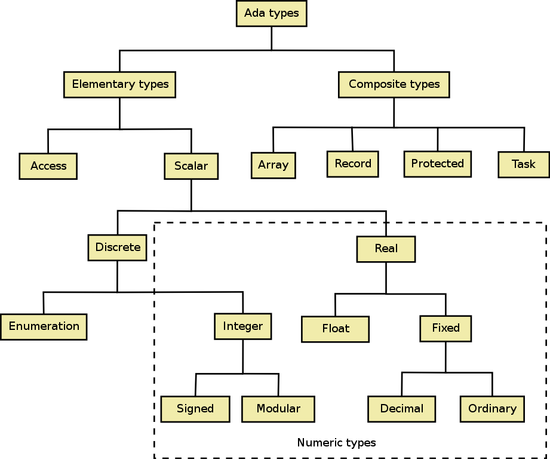 Ada types
Elementary types
Composite types
Access
Scalar
Array
Record
Protected
Task
Discrete
Real
Enumeration
Integer
Float
Fixed
Signed
Modular
Decimal
Ordinary
Numeric types